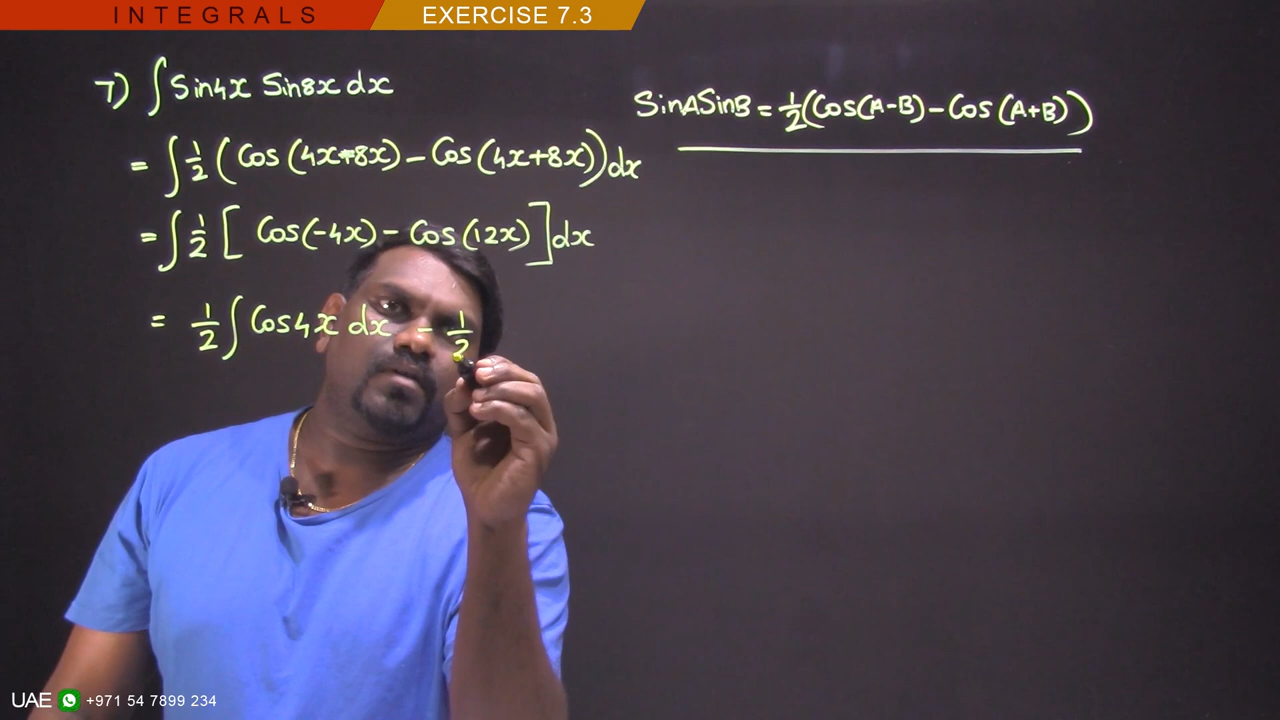 INTEGRALS EXERCISE 7.3
7) ∫ Sin4x Sin8x dx
SinASinB = 1/2(Cos(A-B) - Cos(A+B))
= ∫ 1/2 (Cos(4x-8x) - Cos(4x+8x))dx
= ∫ 1/2 [Cos(-4x) - Cos(12x)]dx
= 1/2 ∫ Cos4x dx - 1/2
UAE +971 54 7899 234